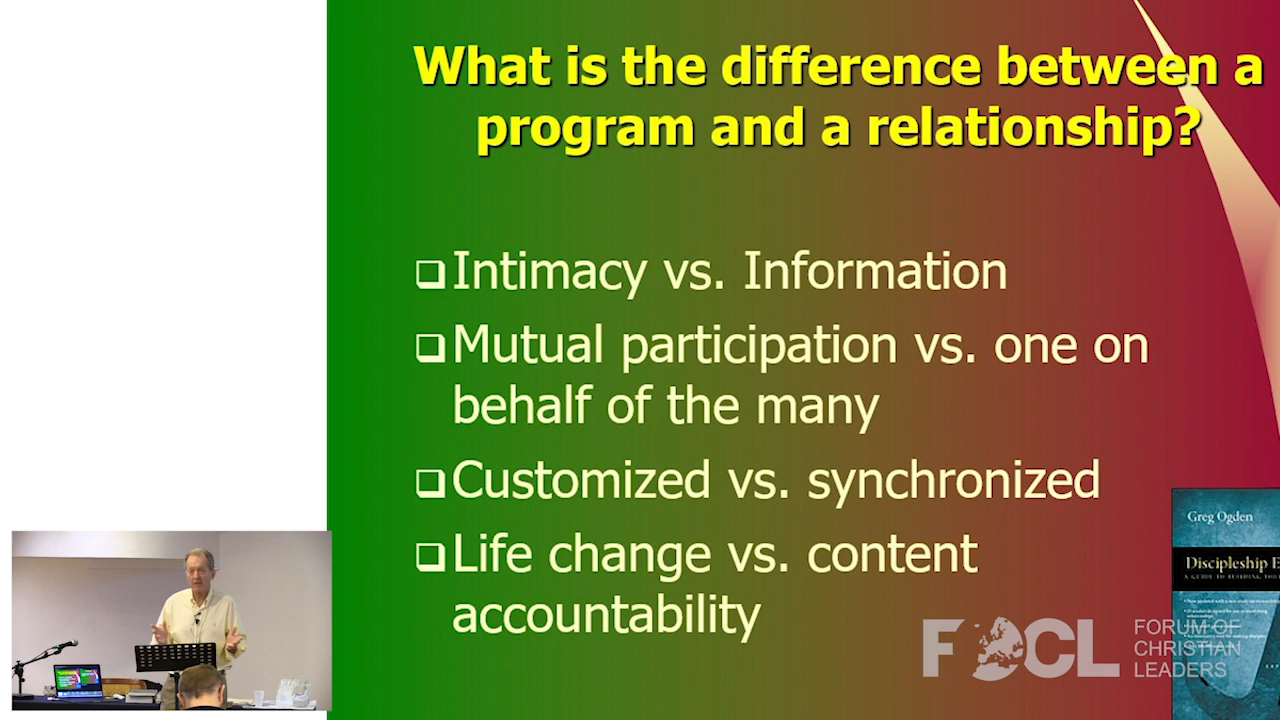 What is the difference between a
program and a relationship?
Intimacy vs. Information
Mutual participation vs. one on
behalf of the many
Customized vs. synchronized
Life change vs. content
accountability
Greg Ogden
Discipleship E
FOCL
FORUM OF
CHRISTIAN
LEADERS